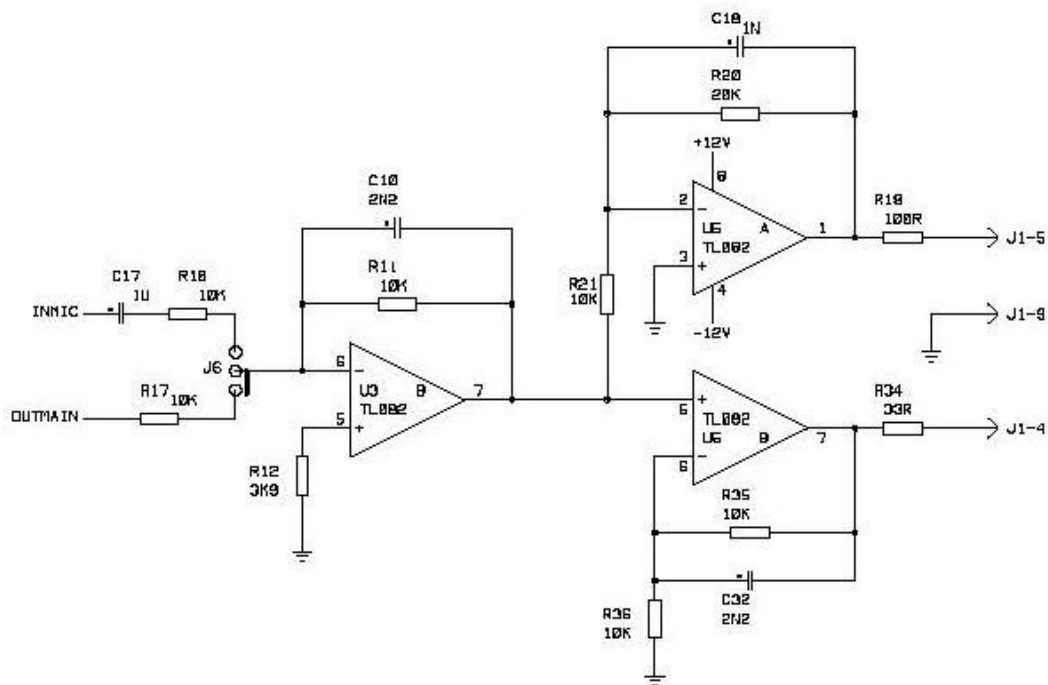 C18
1N
R20
20K
+12V
8
2
-
U6
A
TL082
1
3
+
4
-12V
R19
100R
J1-5
R21
10K
J1-9
C10
2N2
R11
10K
C17
1U
R18
10K
INMIC
J6
R17
10K
OUTMAIN
6
-
U3
B
TL082
7
5
+
R12
3K9
+
TL082
U6
B
7
6
-
R34
33R
J1-4
R35
10K
C32
2N2
R36
10K